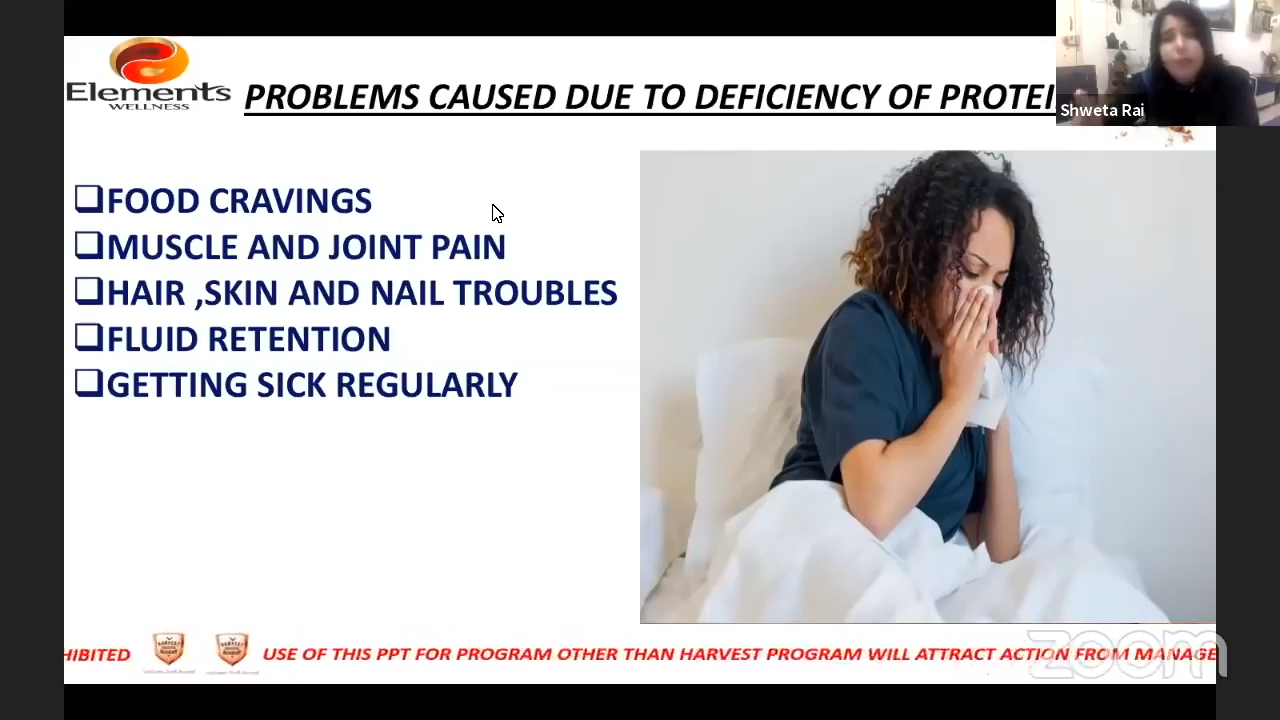 Elements
WELLNESS
PROBLEMS CAUSED DUE TO DEFICIENCY OF PROTEI
Shweta Rai
❑FOOD CRAVINGS
❑MUSCLE AND JOINT PAIN
❑HAIR ,SKIN AND NAIL TROUBLES
❑FLUID RETENTION
❑GETTING SICK REGULARLY
HIBITED
HARVEST
HARVEST
USE OF THIS PPT FOR PROGRAM OTHER THAN HARVEST PROGRAM WILL ATTRACT ACTION FROM MANAGE
zoom